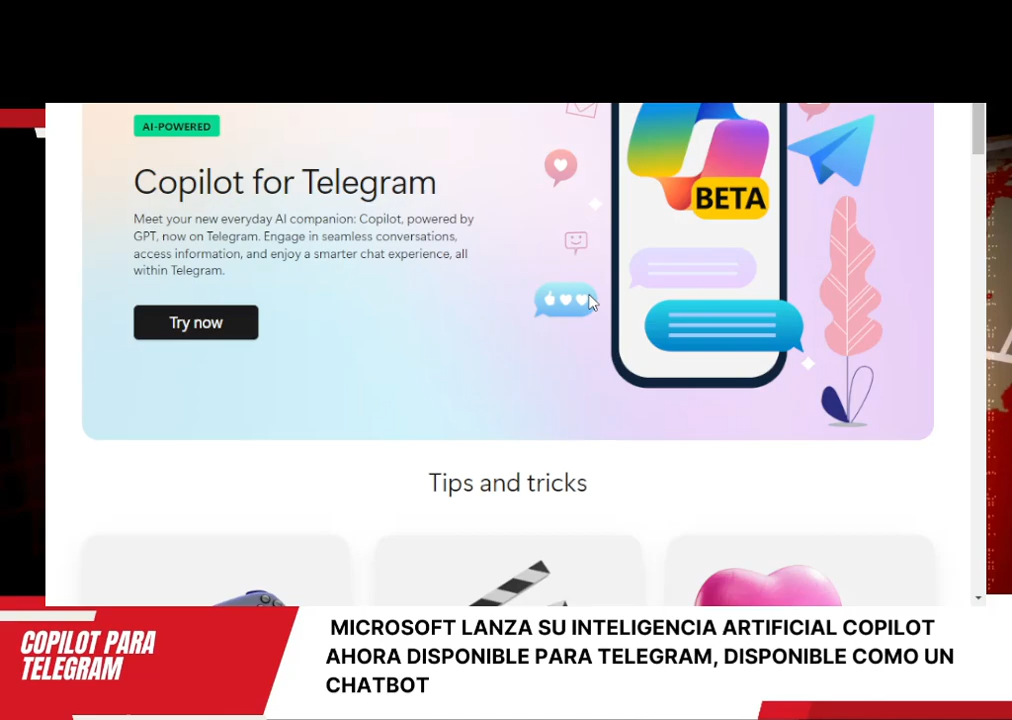 AI-POWERED
Copilot for Telegram
Meet your new everyday AI companion: Copilot, powered by
GPT, now on Telegram. Engage in seamless conversations,
access information, and enjoy a smarter chat experience, all
within Telegram.
Try now
BETA
Tips and tricks
COPILOT PARA
TELEGRAM
MICROSOFT LANZA SU INTELIGENCIA ARTIFICIAL COPILOT
AHORA DISPONIBLE PARA TELEGRAM, DISPONIBLE COMO UN
CHATBOT